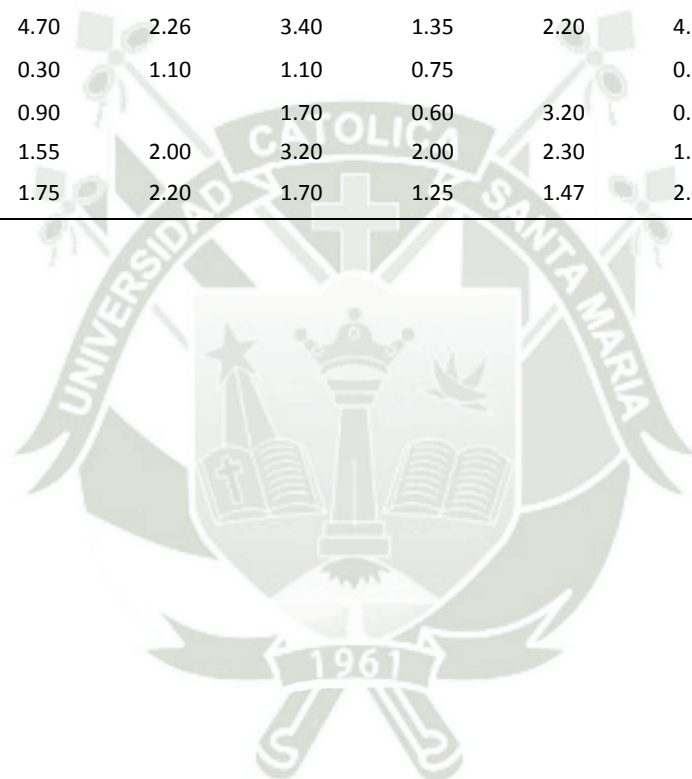 4.70 2.26 3.40 1.35 2.20 4.
0.30 1.10 1.10 0.75 0.
0.90 1.70 0.60 3.20 0.
1.55 2.00 3.20 2.00 2.30 1.
1.75 2.20 1.70 1.25 1.47 2.
UNIVERSIDAD CATOLICA SANTA MARIA
1961